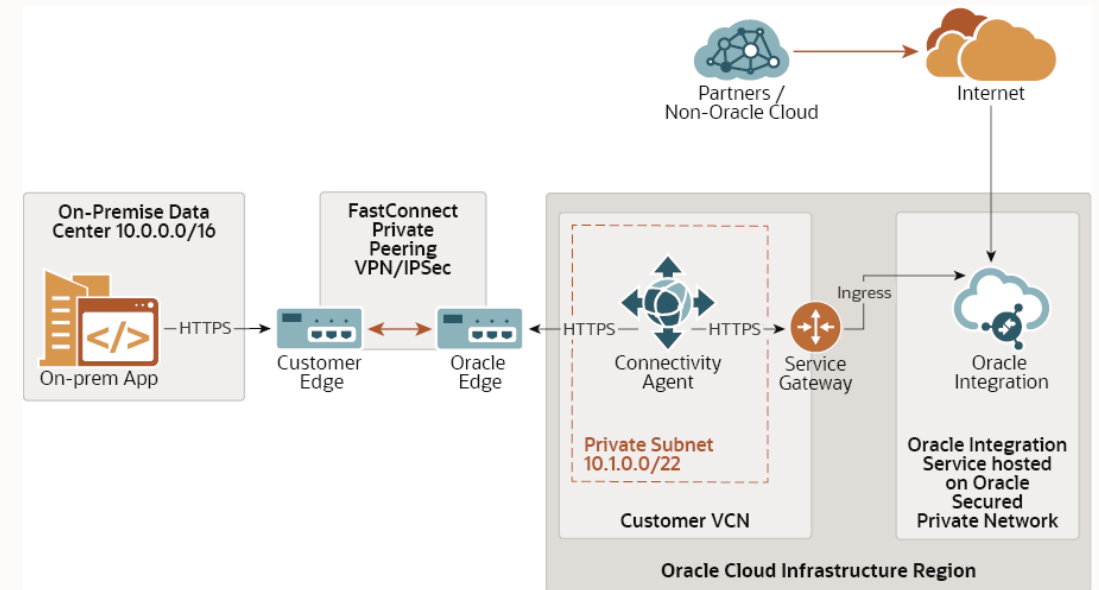 Partners /
Non-Oracle Cloud
Internet
On-Premise Data
Center 10.0.0.0/16
FastConnect
Private
Peering
VPN/IPSec
</>
HTTPS
On-prem App
Customer
Edge
Oracle
Edge
HTTPS
HTTPS
Connectivity
Agent
Service
Gateway
Ingress
Oracle
Integration
Private Subnet
10.1.0.0/22
Customer VCN
Oracle Integration
Service hosted
on Oracle
Secured
Private Network
Oracle Cloud Infrastructure Region